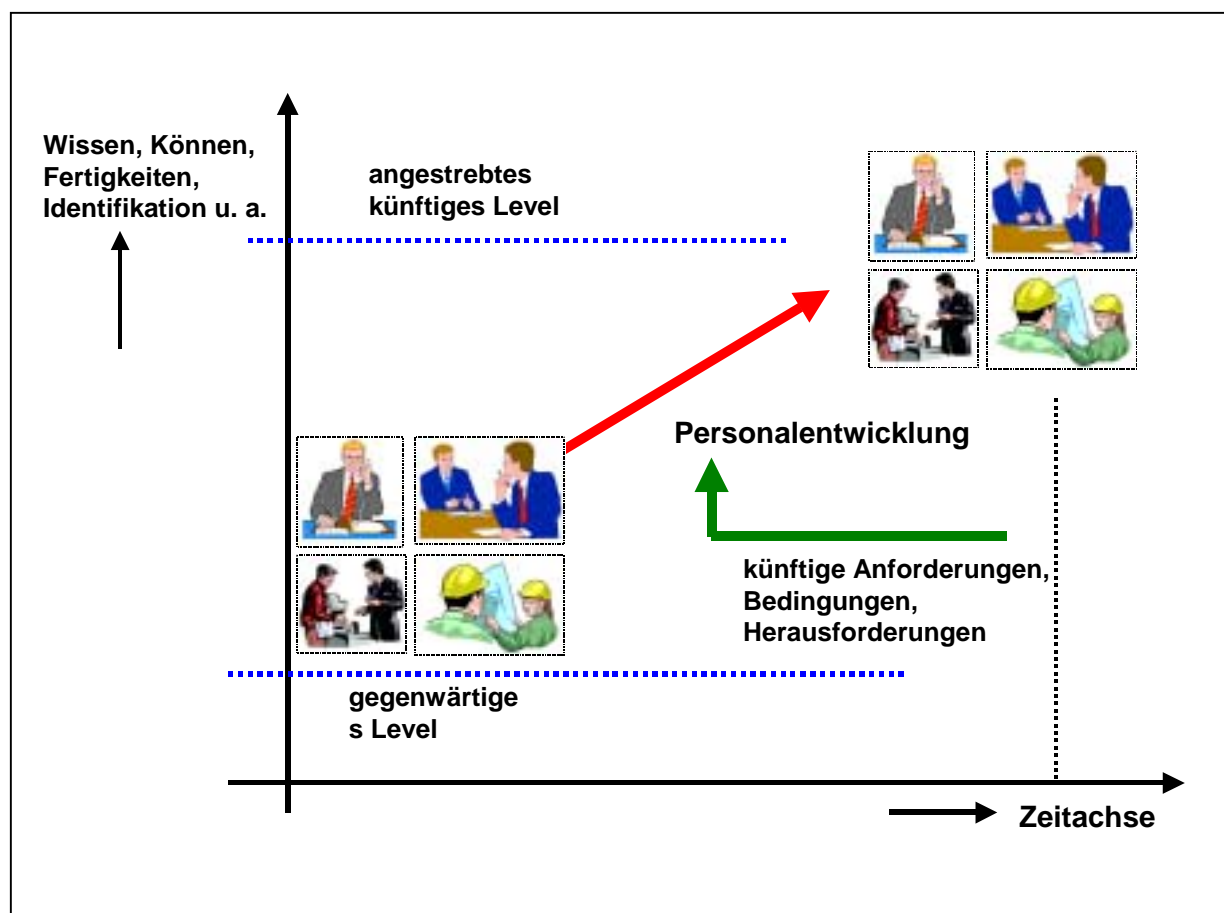 Wissen, Können,
Fertigkeiten,
Identifikation u. a.
angestrebtes
künftiges Level
Personalentwicklung
künftige Anforderungen,
Bedingungen,
Herausforderungen
gegenwärtige
s Level
Zeitachse